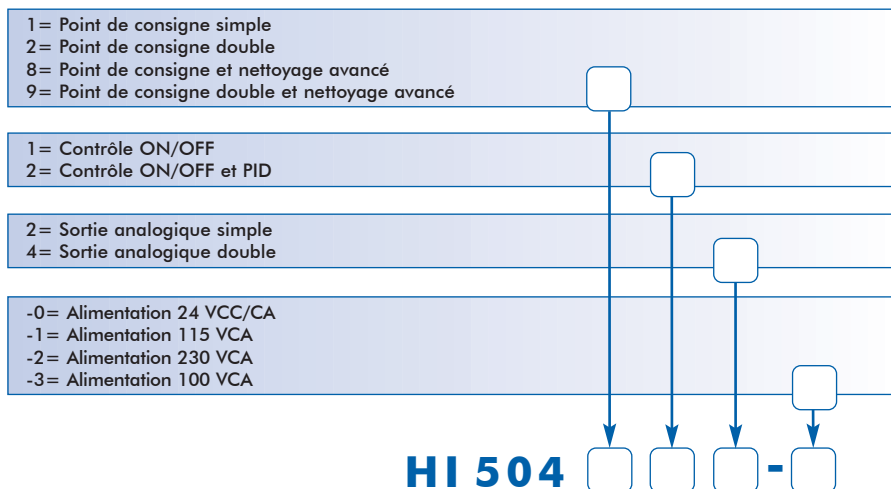 1= Point de consigne simple
2= Point de consigne double
8= Point de consigne et nettoyage avancé
9= Point de consigne double et nettoyage avancé
1= Contrôle ON/OFF
2= Contrôle ON/OFF et PID
2= Sortie analogique simple
4= Sortie analogique double
-0= Alimentation 24 VCC/CA
-1= Alimentation 115 VCA
-2= Alimentation 230 VCA
-3= Alimentation 100 VCA
HI 504 -